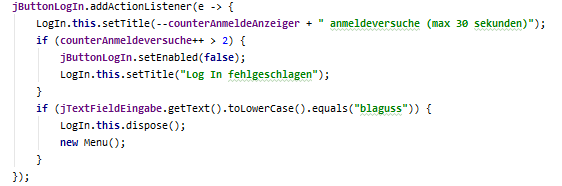 jButtonLogIn.addActionListener(e -> {
LogIn.this.setTitle(--counterAnmeldeAnzeiger + " anmeldeversuche (max 30 sekunden)");
if (counterAnmeldeversuche++ > 2) {
jButtonLogIn.setEnabled(false);
LogIn.this.setTitle("Log In fehlgeschlagen");
}
if (jTextFieldEingabe.getText().toLowerCase().equals("blaguss")) {
LogIn.this.dispose();
new Menu();
}
});